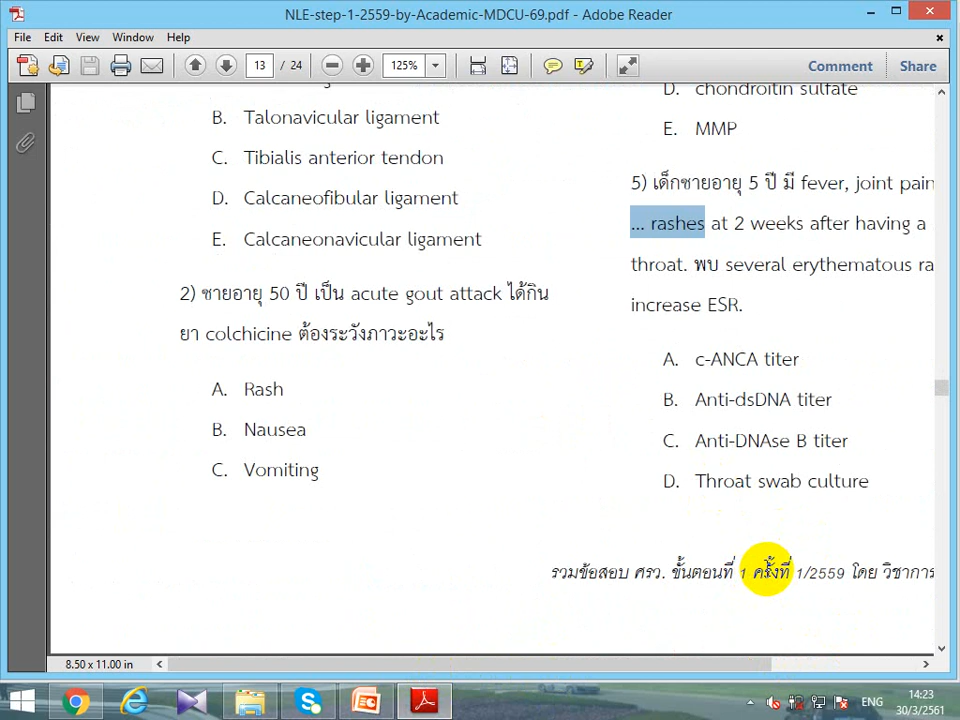 NLE-step-1-2559-by-Academic-MDCU-69.pdf - Adobe Reader
File Edit View Window Help
13 / 24
125%
Comment Share
B. Talonavicular ligament
C. Tibialis anterior tendon
D. Calcaneofibular ligament
E. Calcaneonavicular ligament
2) ชายอายุ 50 ปี เป็น acute gout attack ได้กิน
ยา colchicine ต้องระวังภาวะอะไร
A. Rash
B. Nausea
C. Vomiting
D. chondroitin sulfate
E. MMP
5) เด็กชายอายุ 5 ปี มี fever, joint pain
... rashes at 2 weeks after having a
throat. พบ several erythematous ra
increase ESR.
A. c-ANCA titer
B. Anti-dsDNA titer
C. Anti-DNAse B titer
D. Throat swab culture
รวมข้อสอบ ศรว. ขั้นตอนที่ 1 ครั้งที่ 1/2559 โดย วิชาการ
8.50 x 11.00 in
ENG
14:23
30/3/2561